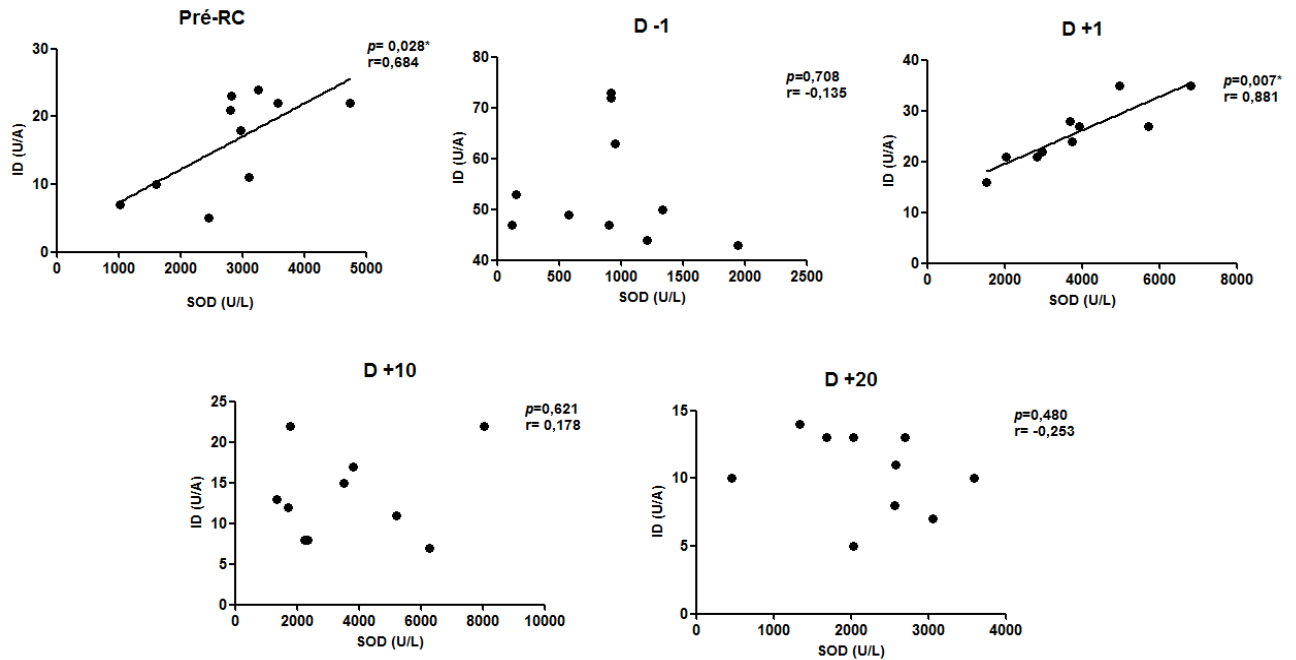 Pré-RC
p= 0,028*
r=0,684
30
20
10
0
ID (U/A)
0 1000 2000 3000 4000 5000
SOD (U/L)
D -1
p=0,708
r= -0,135
80
70
60
50
40
ID (U/A)
0 500 1000 1500 2000 2500
SOD (U/L)
D +1
p=0,007*
r= 0,881
40
30
20
10
0
ID (U/A)
0 2000 4000 6000 8000
SOD (U/L)
D +10
p=0,621
r= 0,178
25
20
15
10
5
0
ID (U/A)
0 2000 4000 6000 8000 10000
SOD (U/L)
D +20
p=0,480
r= -0,253
15
10
5
0
ID (U/A)
0 1000 2000 3000 4000
SOD (U/L)